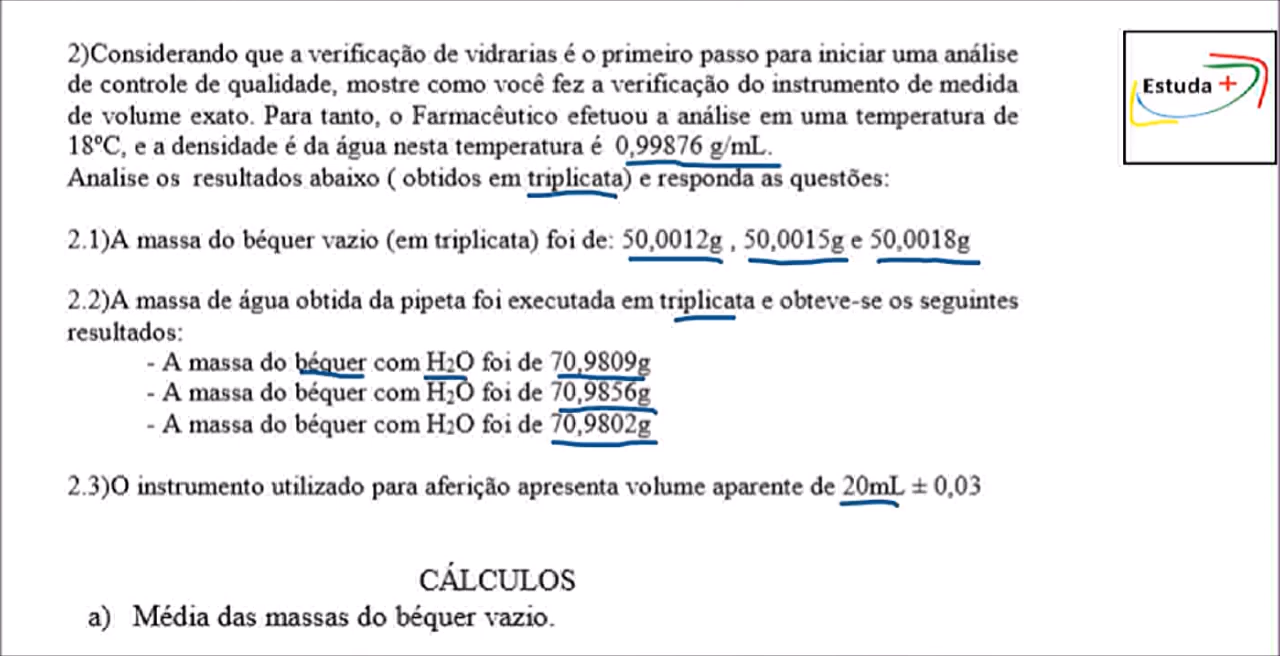 2)Considerando que a verificação de vidrarias é o primeiro passo para iniciar uma análise
de controle de qualidade, mostre como você fez a verificação do instrumento de medida
de volume exato. Para tanto, o Farmacêutico efetuou a análise em uma temperatura de
18ºC, e a densidade é da água nesta temperatura é 0,99876 g/mL.
Analise os resultados abaixo ( obtidos em triplicata) e responda as questões:
Estuda +
2.1)A massa do béquer vazio (em triplicata) foi de: 50,0012g , 50,0015g e 50,0018g
2.2)A massa de água obtida da pipeta foi executada em triplicata e obteve-se os seguintes
resultados:
- A massa do béquer com H₂O foi de 70,9809g
- A massa do béquer com H₂O foi de 70,9856g
- A massa do béquer com H₂O foi de 70,9802g
2.3)O instrumento utilizado para aferição apresenta volume aparente de 20mL ± 0,03
CÁLCULOS
a) Média das massas do béquer vazio.